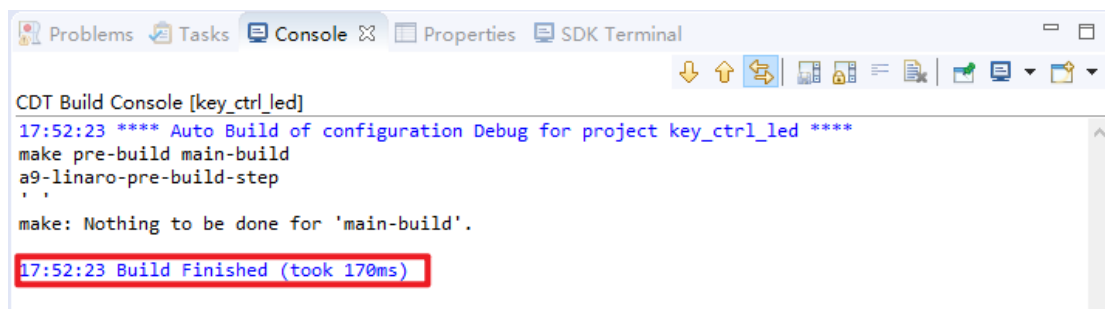 Problems Tasks Console Properties SDK Terminal
CDT Build Console [key_ctrl_led]
17:52:23 **** Auto Build of configuration Debug for project key_ctrl_led ****
make pre-build main-build
a9-linaro-pre-build-step
' '
make: Nothing to be done for 'main-build'.
17:52:23 Build Finished (took 170ms)